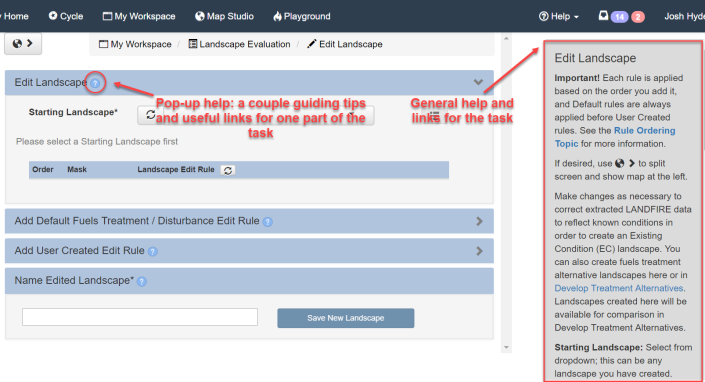 Home Cycle My Workspace Map Studio Playground Help 14 2 Josh Hyde
My Workspace / Landscape Evaluation / Edit Landscape
Edit Landscape ?
Pop-up help: a couple guiding tips
and useful links for one part of the
task
General help and
links for the task
Starting Landscape*
Please select a Starting Landscape first
Order Mask Landscape Edit Rule
Add Default Fuels Treatment / Disturbance Edit Rule ?
Add User Created Edit Rule ?
Name Edited Landscape* ?
Save New Landscape
Edit Landscape
Important! Each rule is applied
based on the order you add it,
and Default rules are always
applied before User Created
rules. See the Rule Ordering
Topic for more information.
If desired, use > to split
screen and show map at the left.
Make changes as necessary to
correct extracted LANDFIRE data
to reflect known conditions in
order to create an Existing
Condition (EC) landscape. You
can also create fuels treatment
alternative landscapes here or in
Develop Treatment Alternatives.
Landscapes created here will be
available for comparison in
Develop Treatment Alternatives.
Starting Landscape: Select from
dropdown; this can be any
landscape you have created.